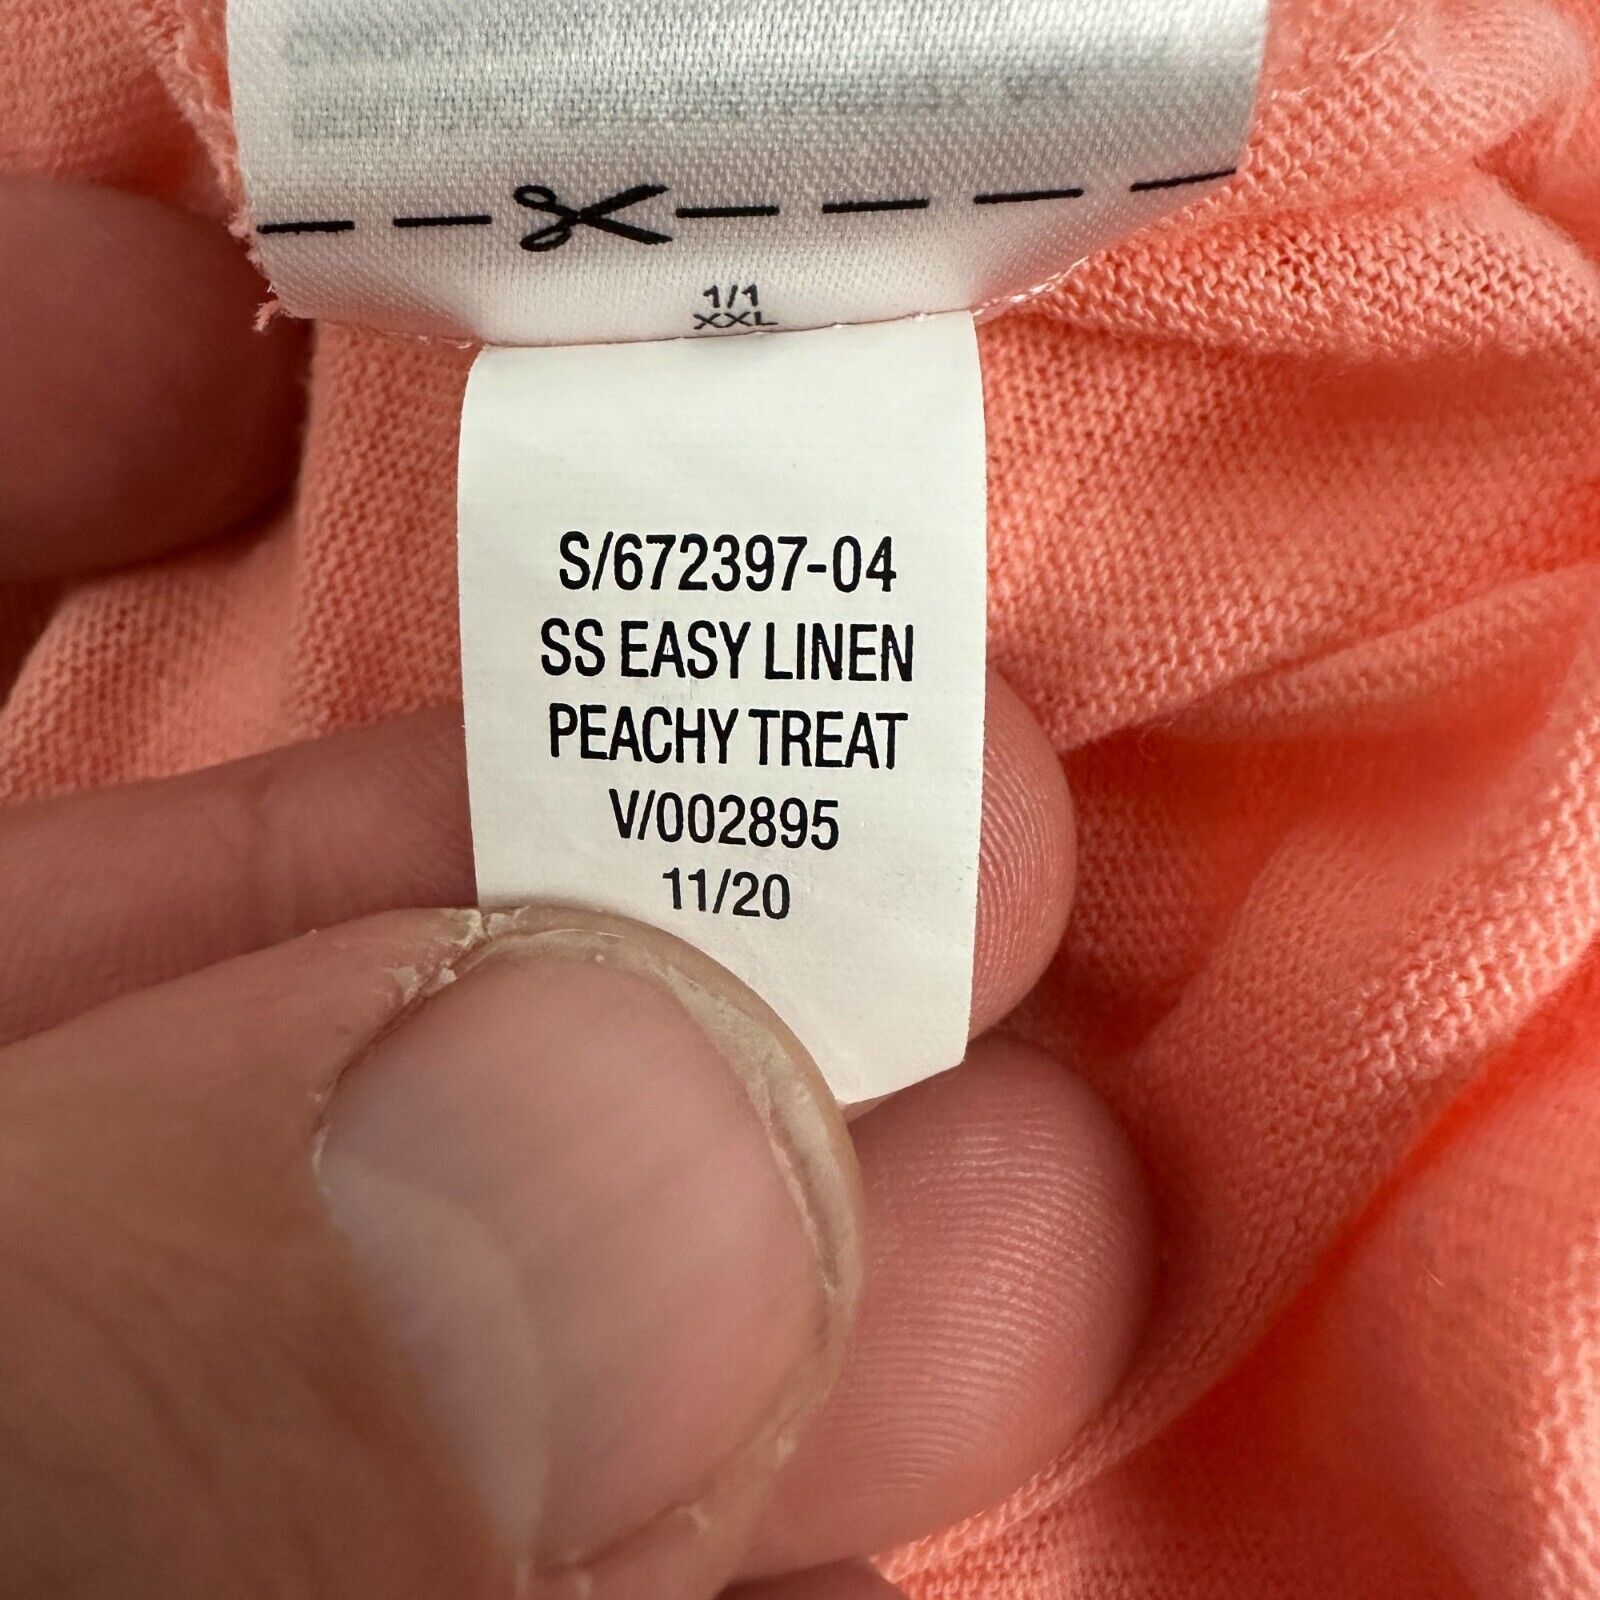 1/1
XXL
S/672397-04
SS EASY LINEN
PEACHY TREAT
V/002895
11/20